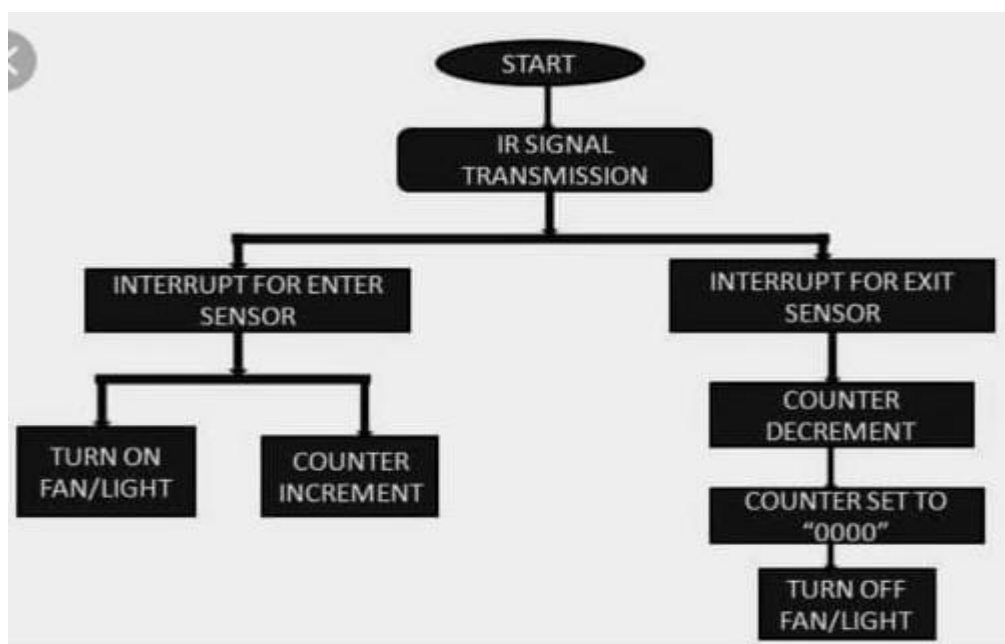 START
IR SIGNAL
TRANSMISSION
INTERRUPT FOR ENTER
SENSOR
INTERRUPT FOR EXIT
SENSOR
TURN ON
FAN/LIGHT
COUNTER
INCREMENT
COUNTER
DECREMENT
COUNTER SET TO
“0000”
TURN OFF
FAN/LIGHT